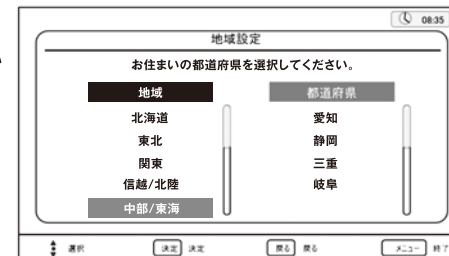 08:35
地域設定
お住まいの都道府県を選択してください。
地域 都道府県
北海道 愛知
東北 静岡
関東 三重
信越/北陸 岐阜
中部/東海
選択 決定 決定 戻る 戻る メニュー 終了